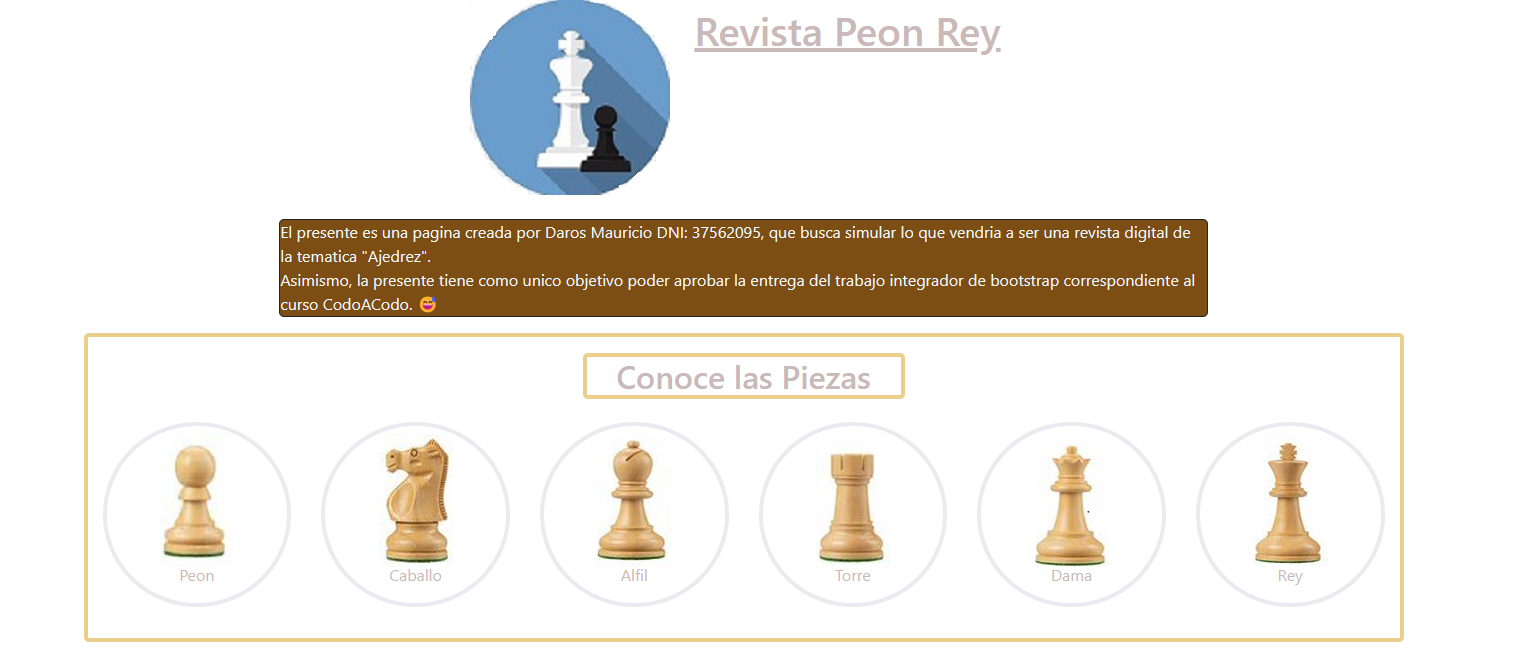 Revista Peon Rey
El presente es una pagina creada por Daros Mauricio DNI: 37562095, que busca simular lo que vendria a ser una revista digital de
la tematica "Ajedrez".
Asimismo, la presente tiene como unico objetivo poder aprobar la entrega del trabajo integrador de bootstrap correspondiente al
curso CodoACodo. 😅
Conoce las Piezas
Peon
Caballo
Alfil
Torre
Dama
Rey